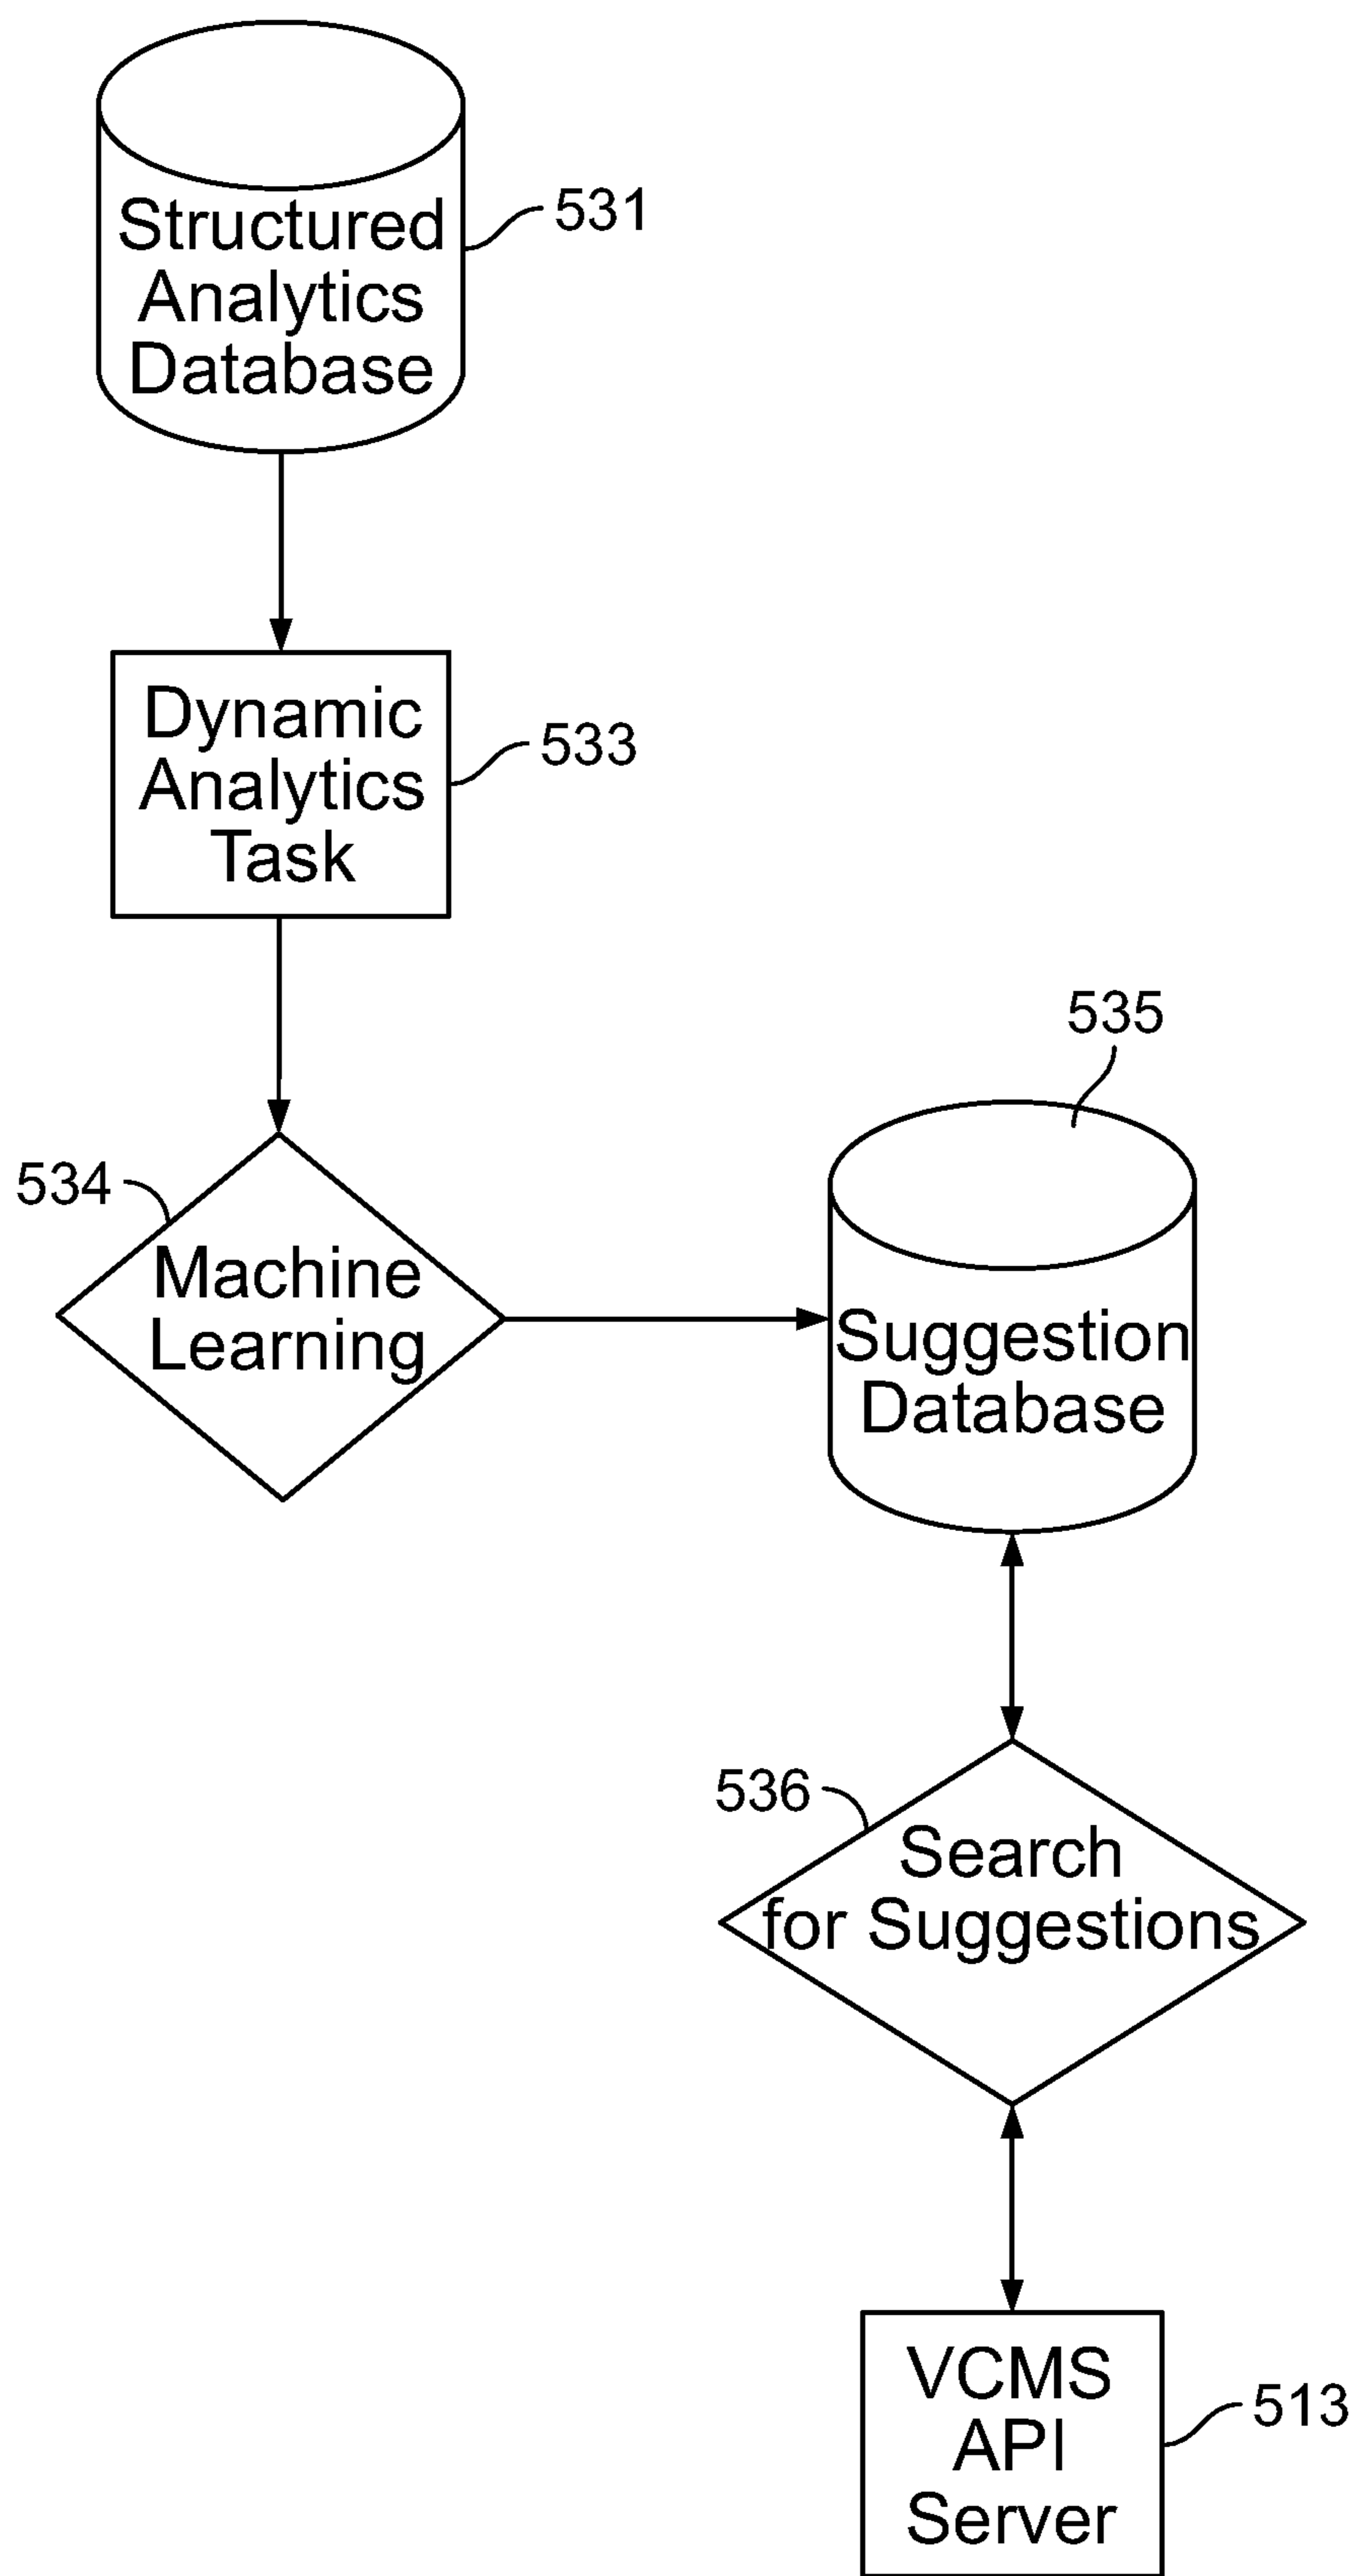 Structured
Analytics
Database
531
Dynamic
Analytics
Task
533
535
534
Machine
Learning
Suggestion
Database
536
Search
for Suggestions
VCMS
API
Server
513